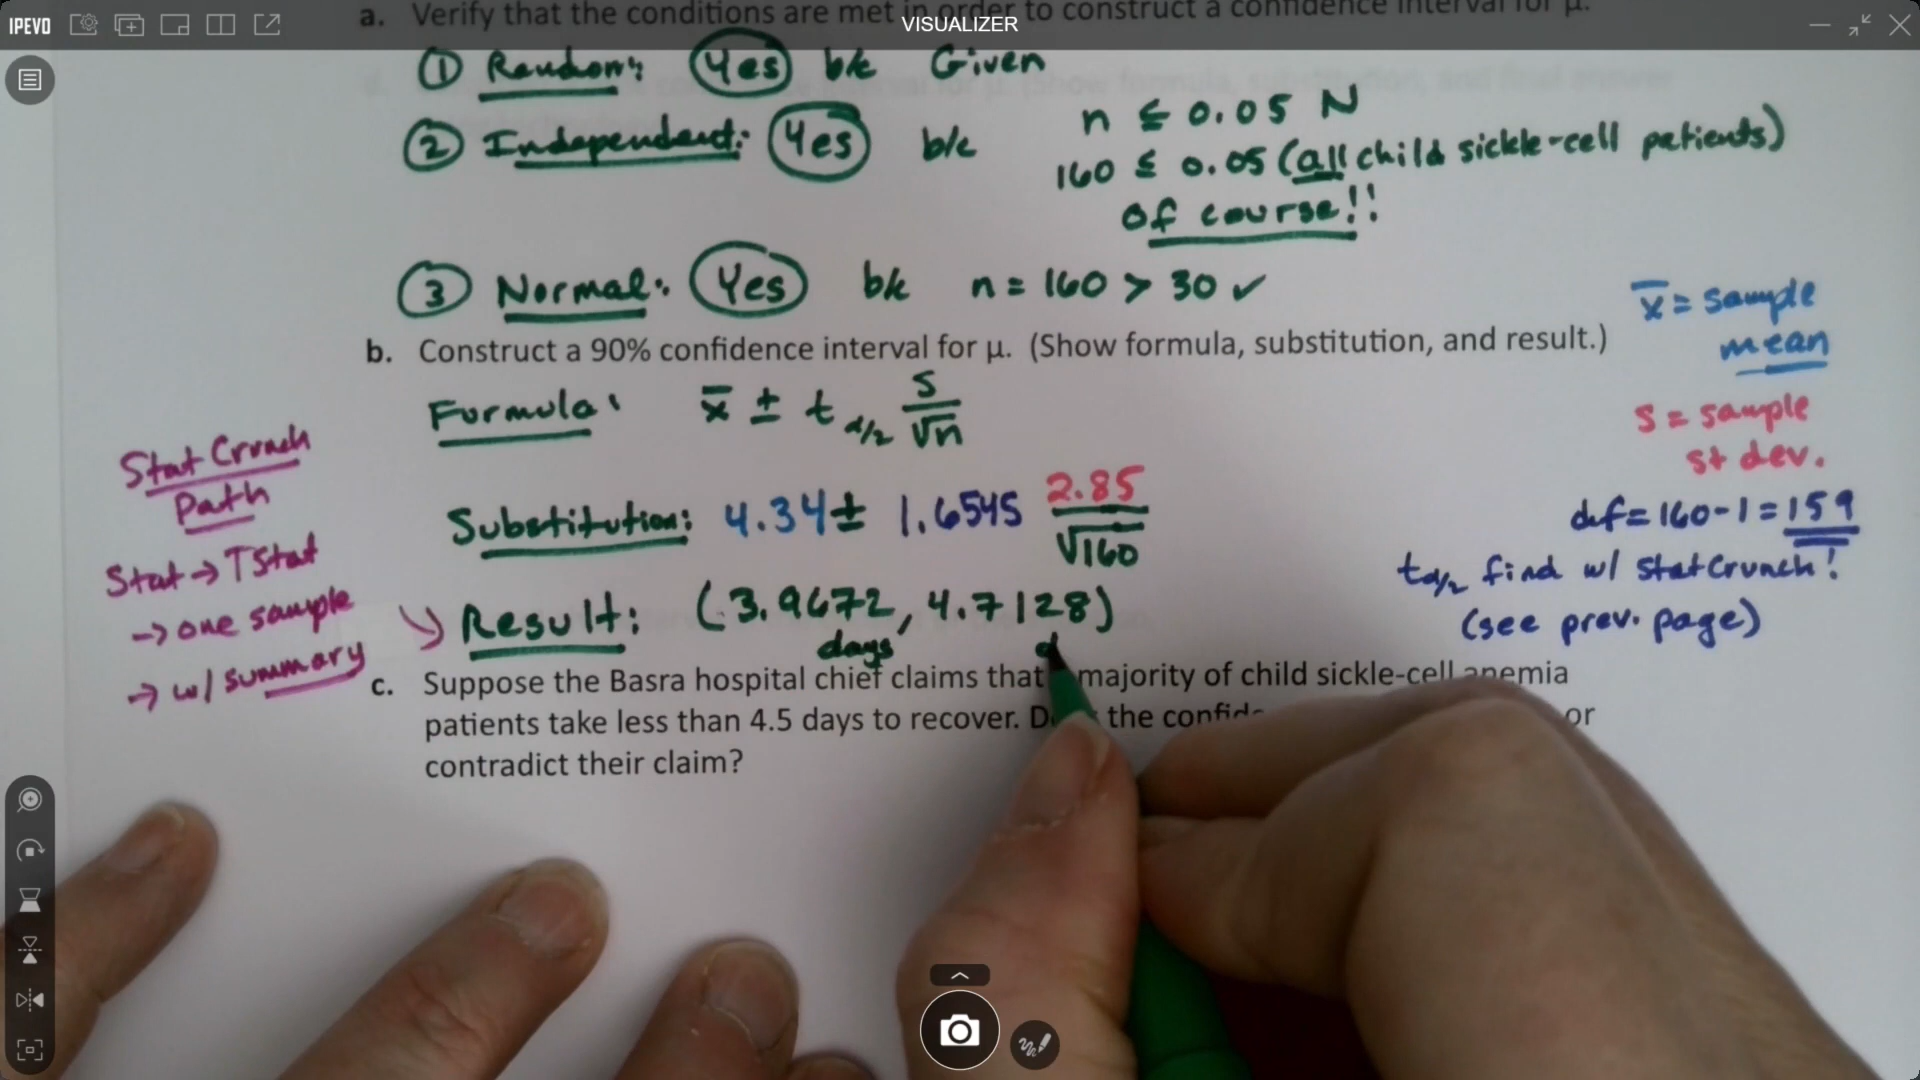 IPEVO
VISUALIZER
a. Verify that the conditions are met in order to construct a confidence interval for μ.
① Random: Yes b/c Given
② Independent: Yes b/c n ≤ 0.05 N
160 ≤ 0.05 (all child sickle-cell patients)
of course!!
③ Normal: Yes b/c n = 160 > 30 ✓
x̄ = sample
mean
b. Construct a 90% confidence interval for μ. (Show formula, substitution, and result.)
Formula: x̄ ± t α/2 s/√n
s = sample
st dev.
Stat Crunch
Path
Stat → TStat
→ one sample
→ w/ summary
Substitution: 4.34 ± 1.6545 2.85/√160
df = 160 - 1 = 159
tα/2 find w/ StatCrunch!
(see prev. page)
Result: (3.9672, 4.7128)
days d
c. Suppose the Basra hospital chief claims that majority of child sickle-cell anemia
patients take less than 4.5 days to recover. the or
contradict their claim?